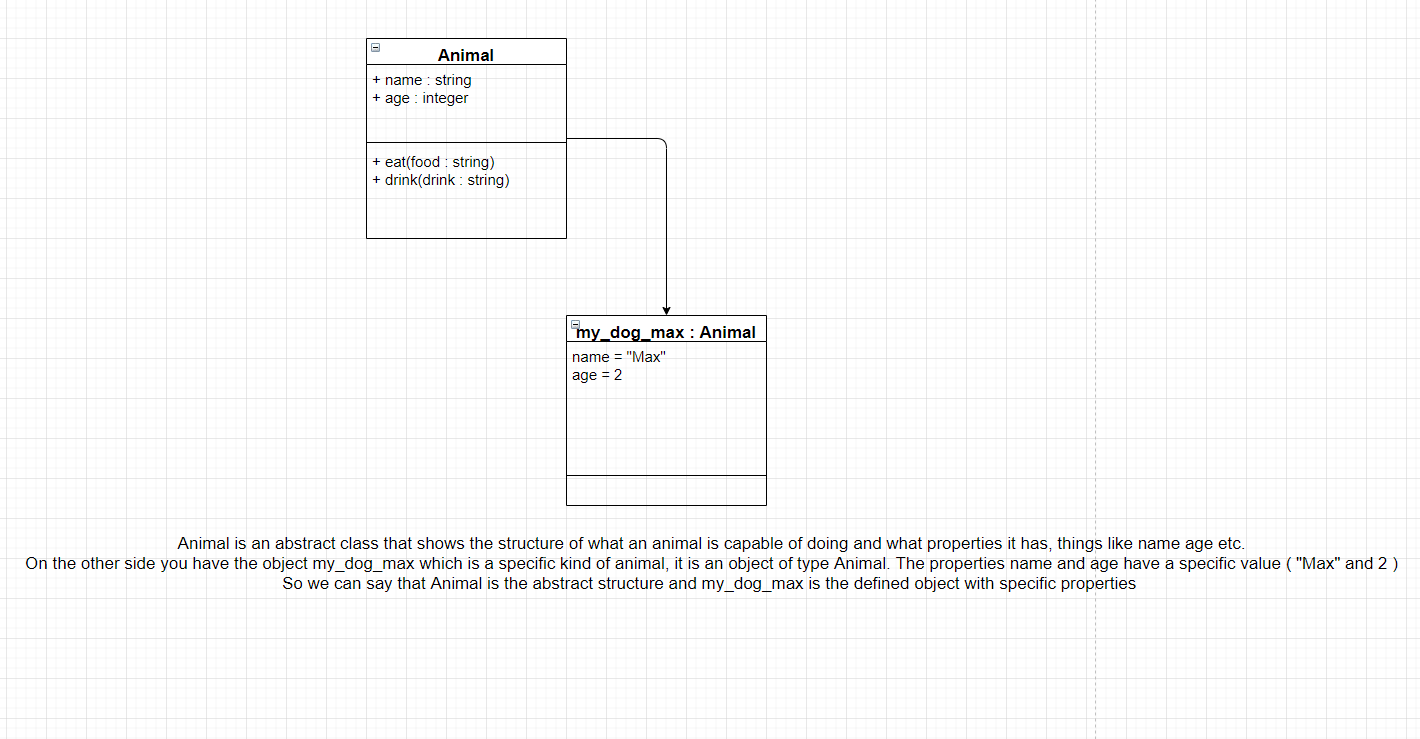 Animal
+ name : string
+ age : integer
+ eat(food : string)
+ drink(drink : string)
my_dog_max : Animal
name = "Max"
age = 2
Animal is an abstract class that shows the structure of what an animal is capable of doing and what properties it has, things like name age etc.
On the other side you have the object my_dog_max which is a specific kind of animal, it is an object of type Animal. The properties name and age have a specific value ( "Max" and 2 )
So we can say that Animal is the abstract structure and my_dog_max is the defined object with specific properties